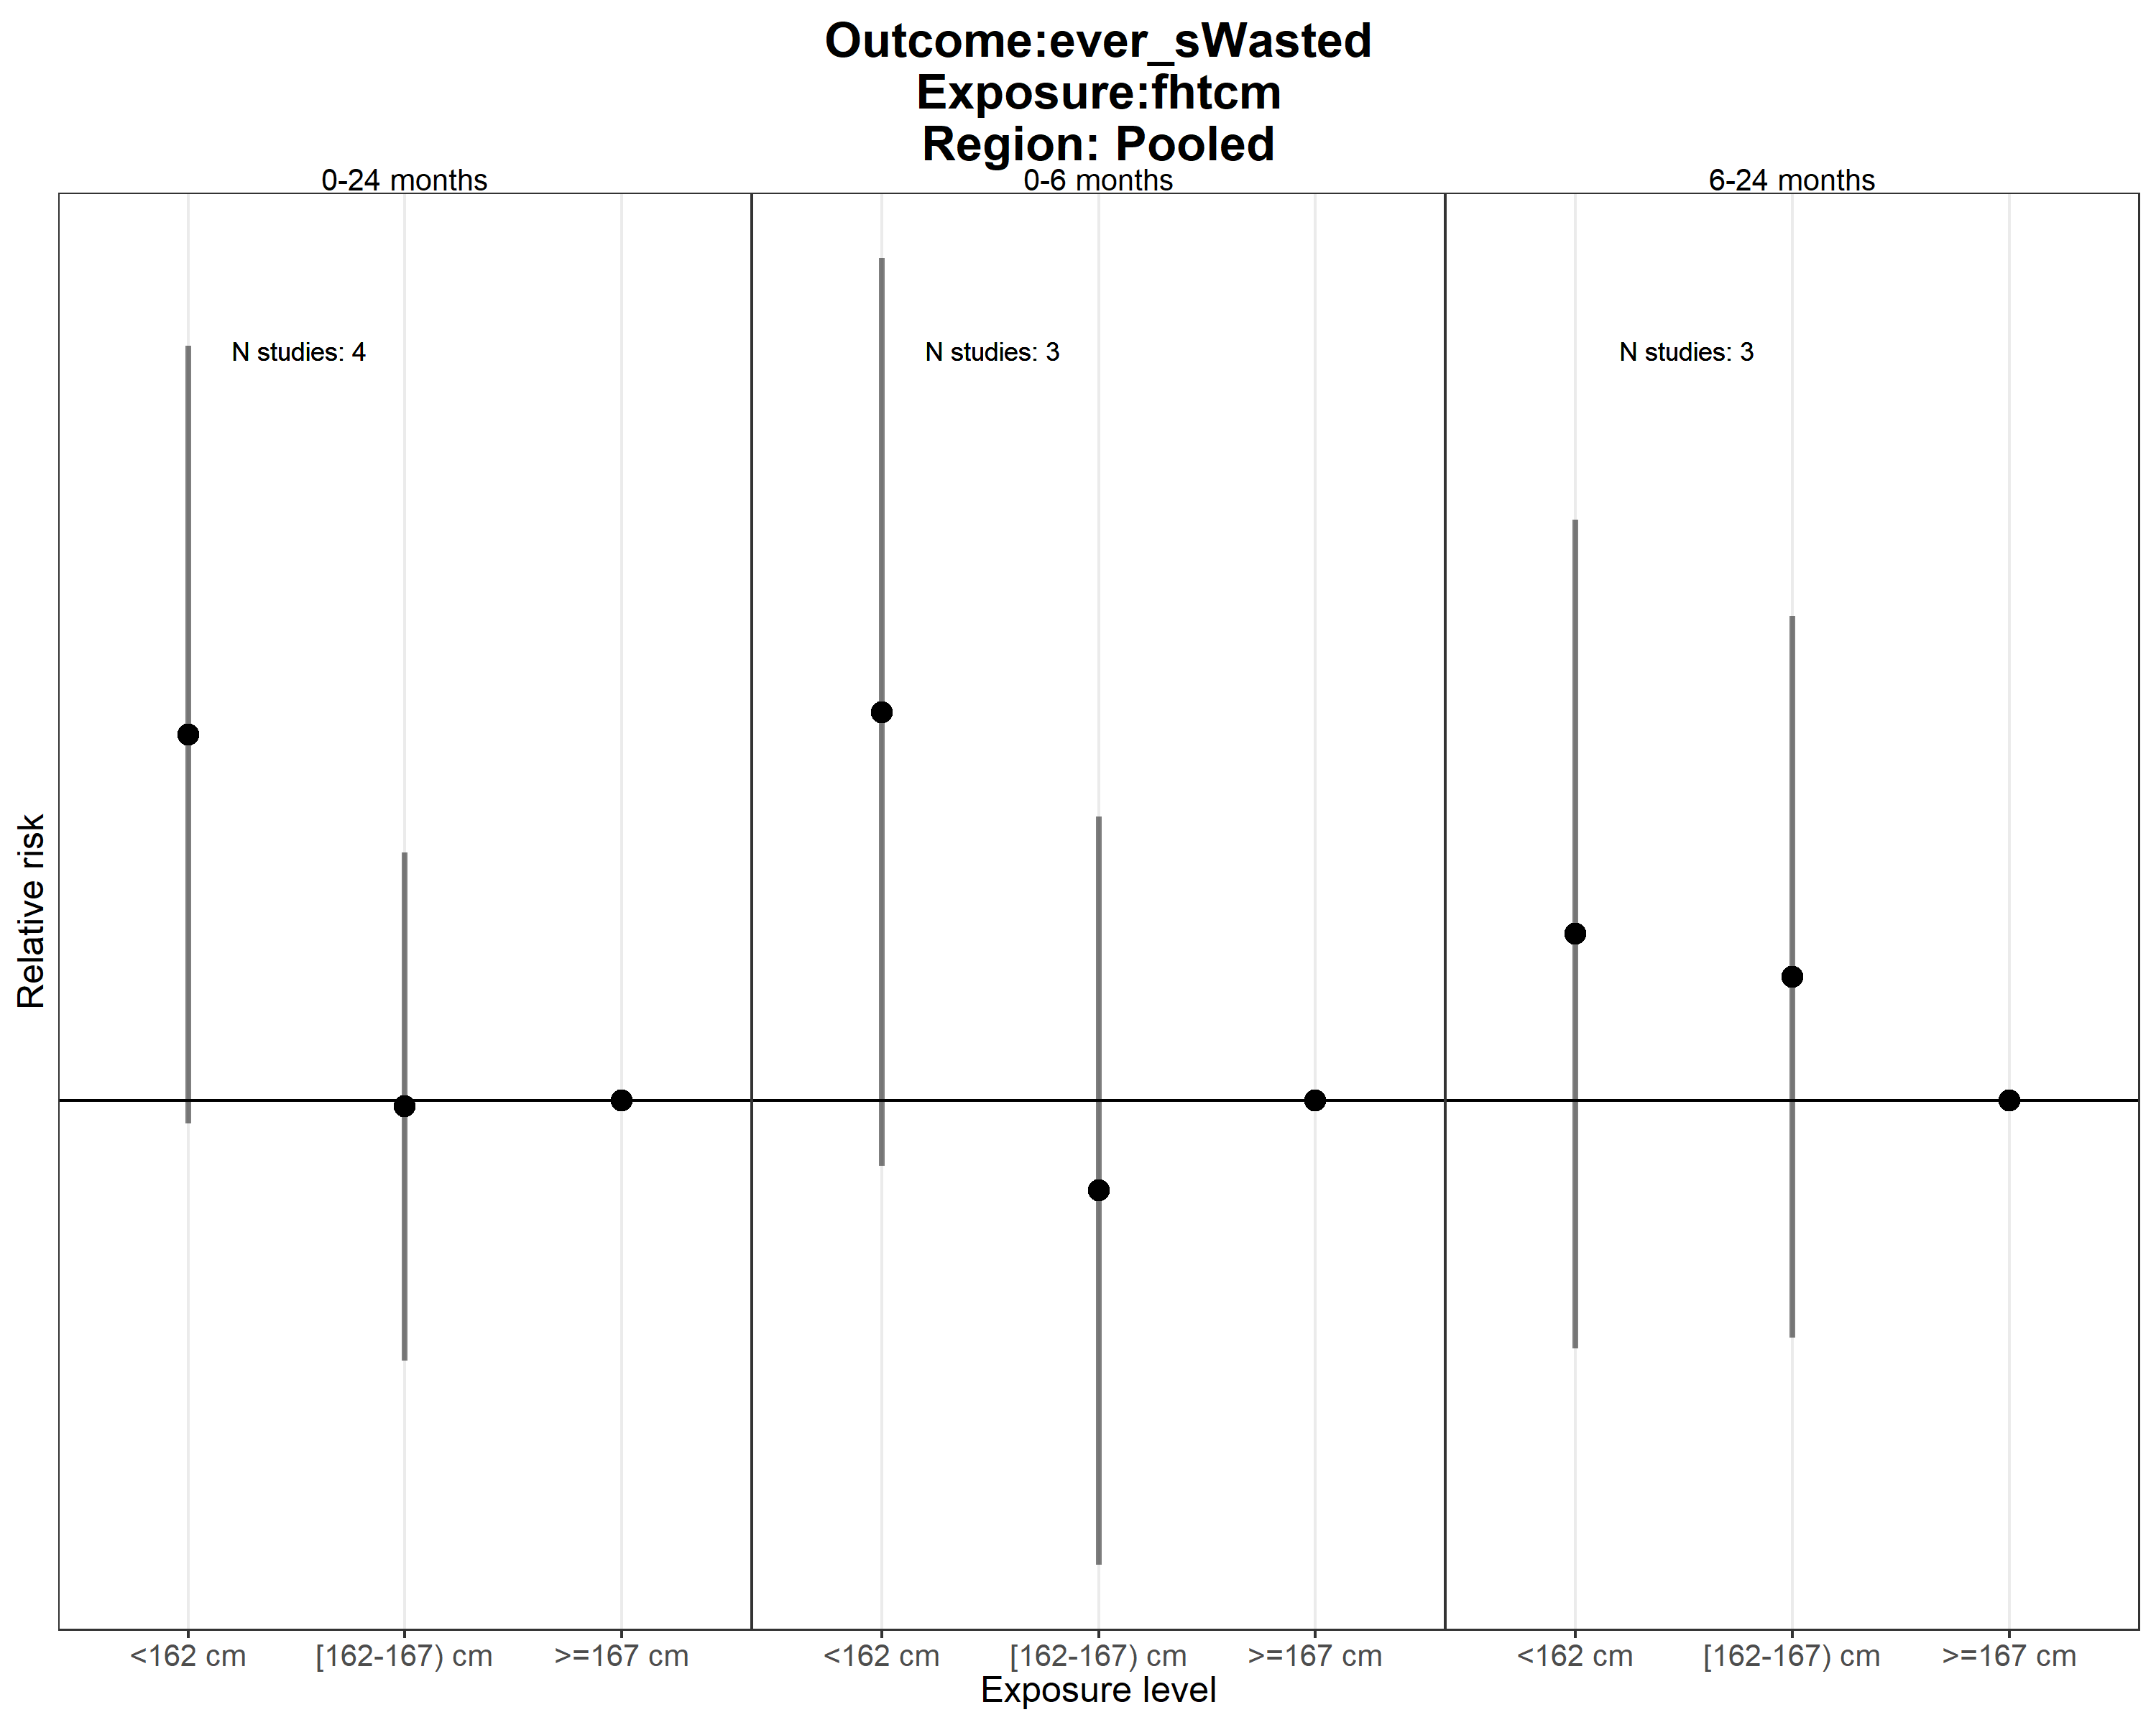 Outcome:ever_sWasted
Exposure:fhtcm
Region: Pooled
0-24 months
0-6 months
6-24 months
N studies: 4
N studies: 3
N studies: 3
Relative risk
<162 cm
[162-167) cm
>=167 cm
<162 cm
[162-167) cm
>=167 cm
<162 cm
[162-167) cm
>=167 cm
Exposure level